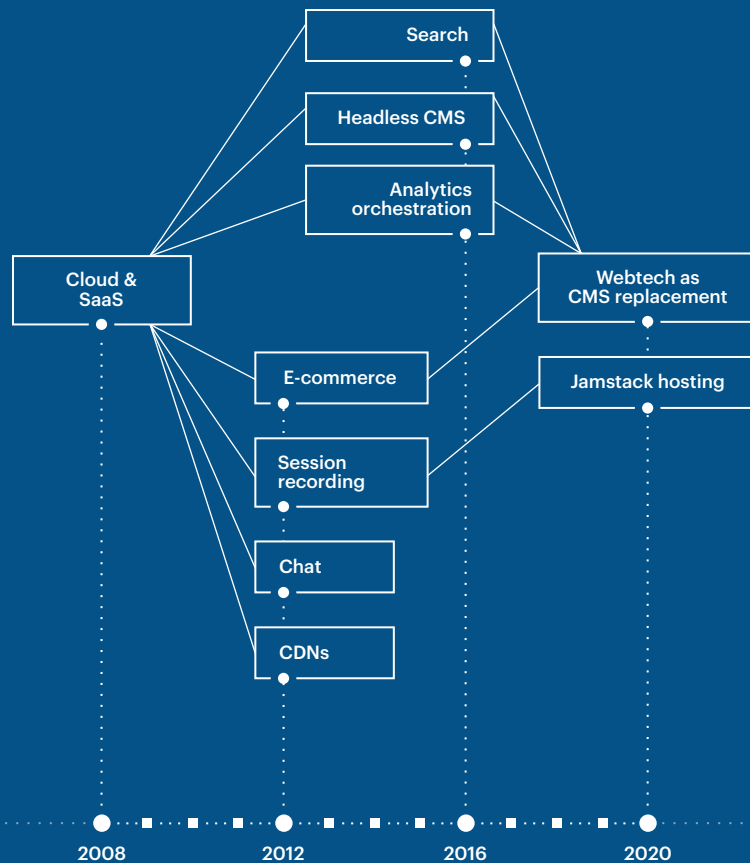 Search
Headless CMS
Analytics
orchestration
Cloud &
SaaS
Webtech as
CMS replacement
E-commerce
Jamstack hosting
Session
recording
Chat
CDNs
2008
2012
2016
2020